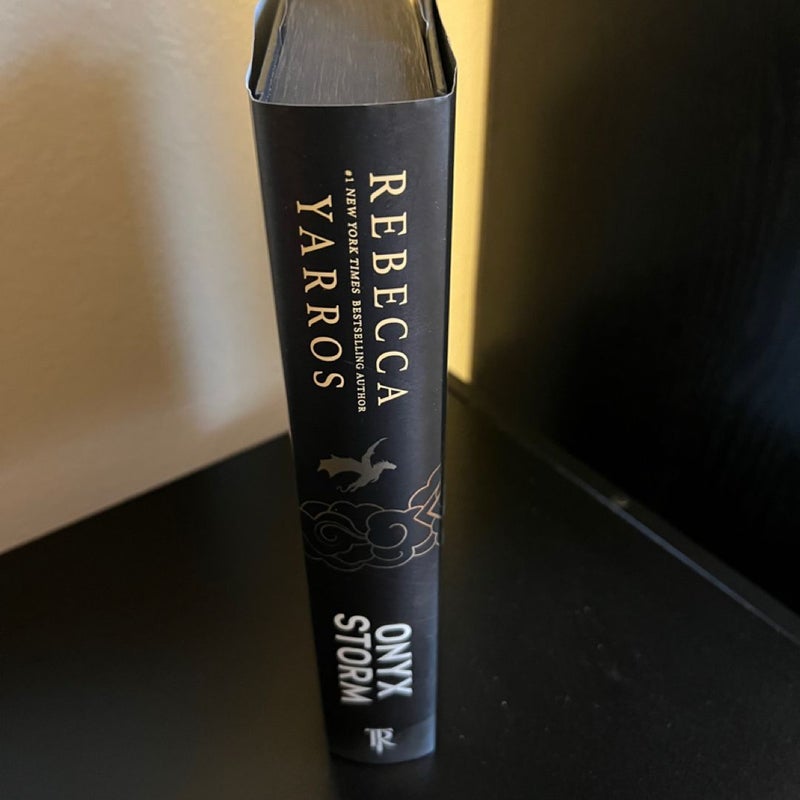 REBECCA
#1 NEW YORK TIMES BESTSELLING AUTHOR
YARROS
ONYX
STORM